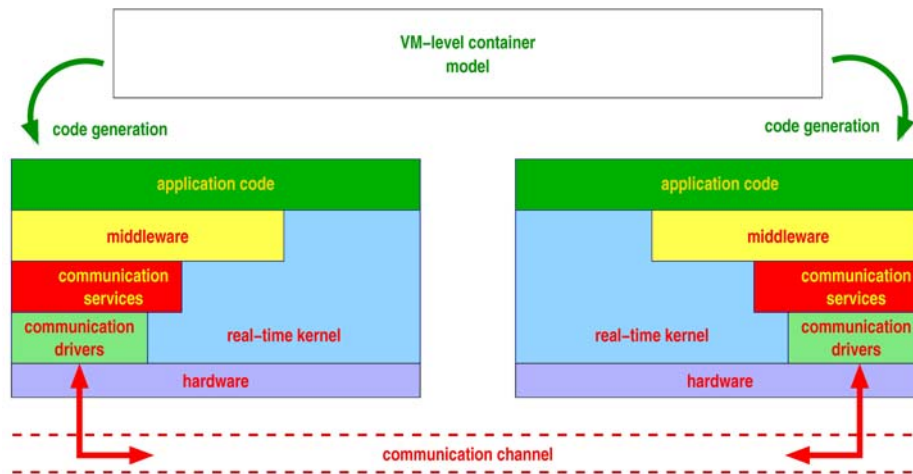 VM-level container
model
code generation
code generation
application code
application code
middleware
middleware
communication
services
communication
services
communication
drivers
real-time kernel
real-time kernel
communication
drivers
hardware
hardware
communication channel